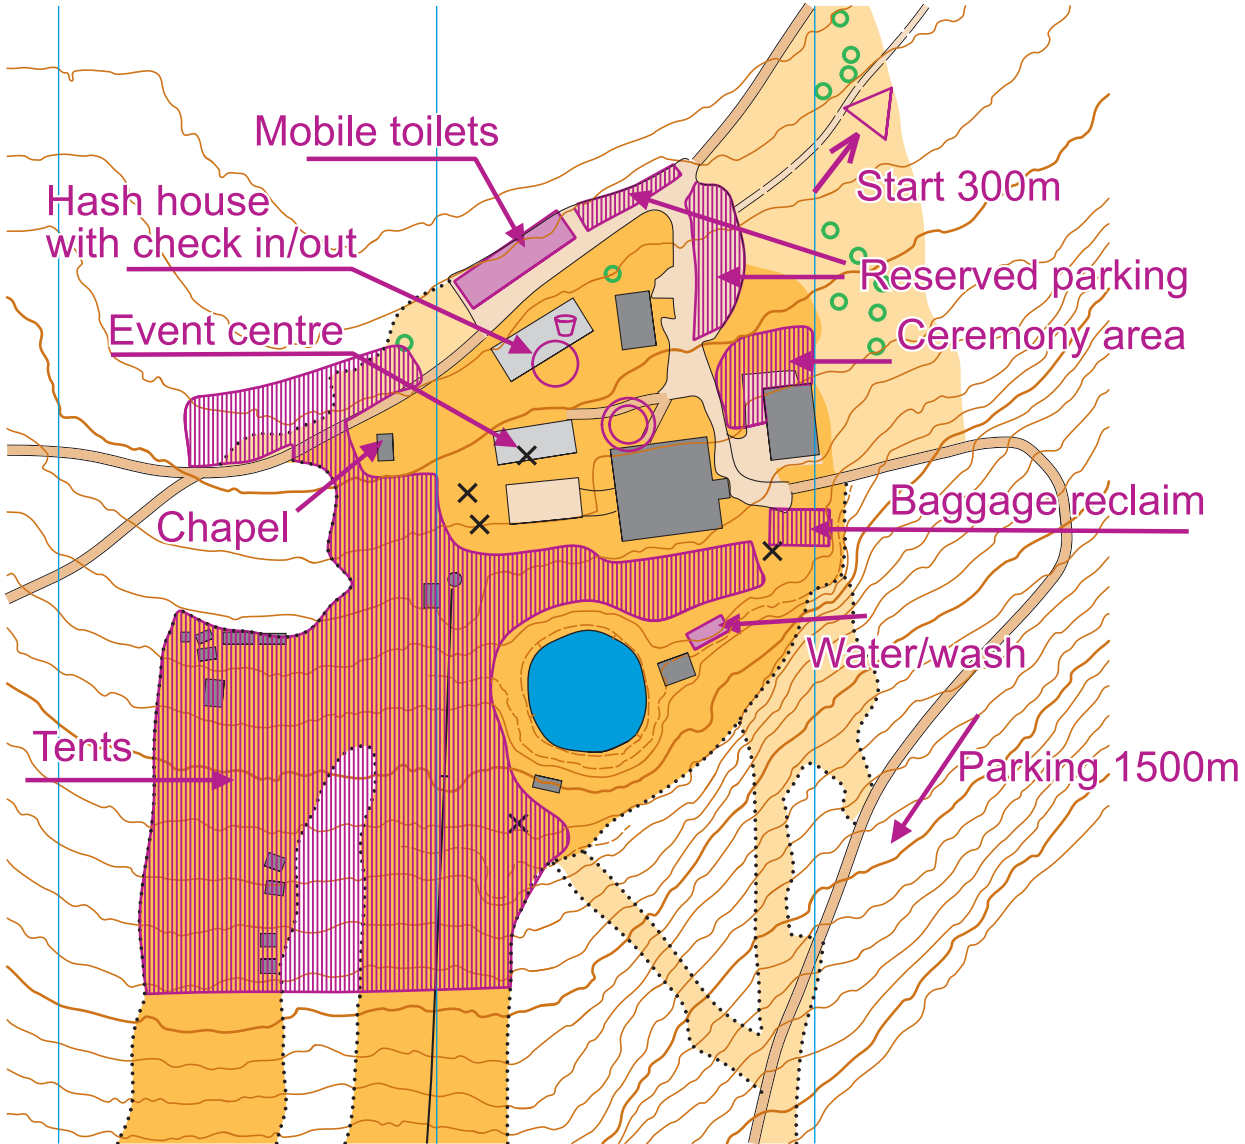 Mobile toilets
Start 300m
Hash house
with check in/out
Reserved parking
Event centre
Ceremony area
Chapel
Baggage reclaim
Water/wash
Tents
Parking 1500m